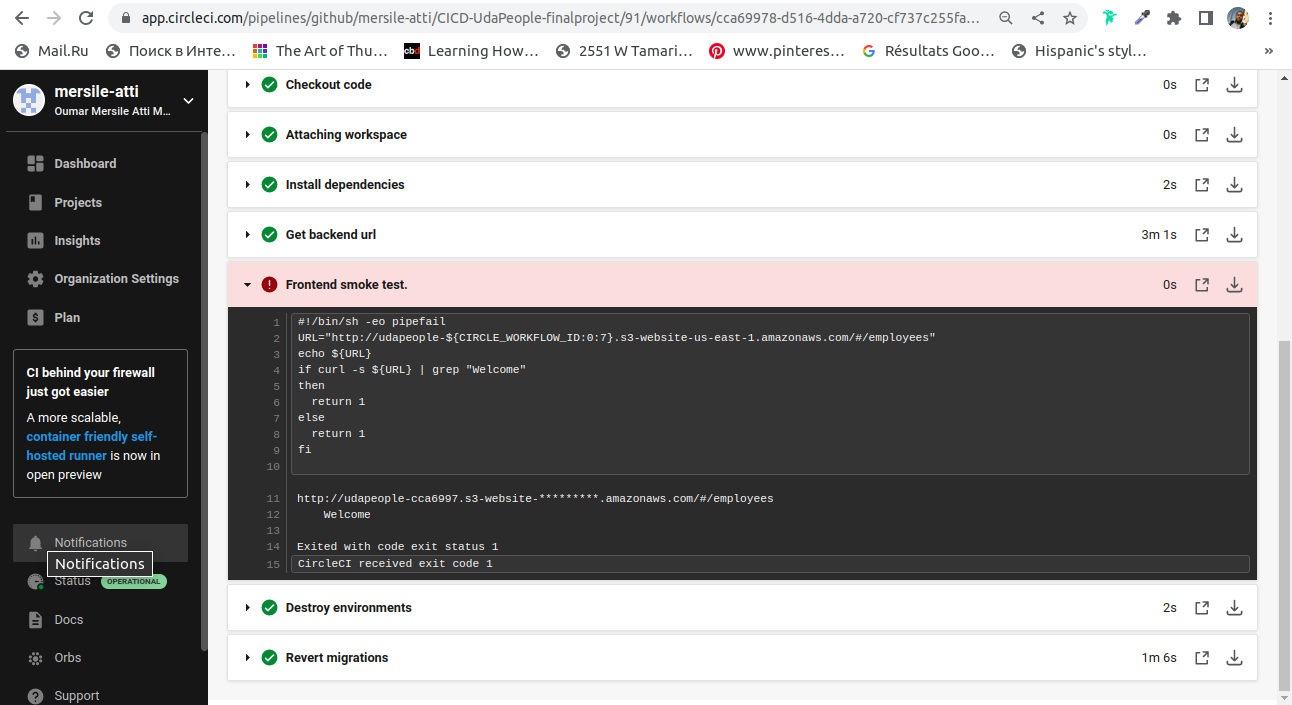 app.circleci.com/pipelines/github/mersile-atti/CICD-UdaPeople-finalproject/91/workflows/cca69978-d516-4dda-a720-cf737c255fa...
Mail.Ru
Поиск в Инте...
The Art of Thu...
cbd
Learning How...
2551 W Tamari...
www.pinteres...
Résultats Goo...
Hispanic's styl...
»
mersile-atti
Oumar Mersile Atti M...
Dashboard
Projects
Insights
Organization Settings
Plan
CI behind your firewall
just got easier
A more scalable,
container friendly self-
hosted runner is now in
open preview
Notifications
Notifications
Status OPERATIONAL
Docs
Orbs
Support
Checkout code 0s
Attaching workspace 0s
Install dependencies 2s
Get backend url 3m 1s
Frontend smoke test. 0s
1 #!/bin/sh -eo pipefail
2 URL="http://udapeople-${CIRCLE_WORKFLOW_ID:0:7}.s3-website-us-east-1.amazonaws.com/#/employees"
3 echo ${URL}
4 if curl -s ${URL} | grep "Welcome"
5 then
6 return 1
7 else
8 return 1
9 fi
10
11 http://udapeople-cca6997.s3-website-*********.amazonaws.com/#/employees
12 Welcome
13
14 Exited with code exit status 1
15 CircleCI received exit code 1
Destroy environments 2s
Revert migrations 1m 6s